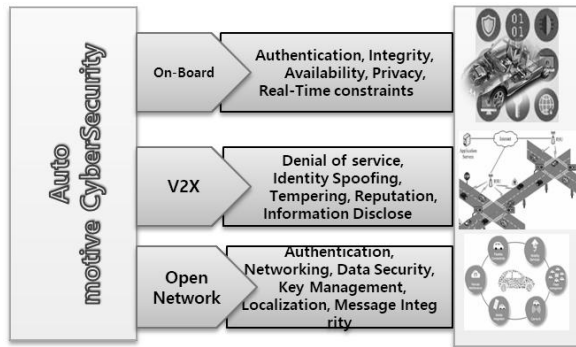 Auto
motive CyberSecurity
On-Board
Authentication, Integrity,
Availability, Privacy,
Real-Time constraints
V2X
Denial of service,
Identity Spoofing,
Tempering, Reputation,
Information Disclose
Open
Network
Authentication,
Networking, Data Security,
Key Management,
Localization, Message Integ
rity